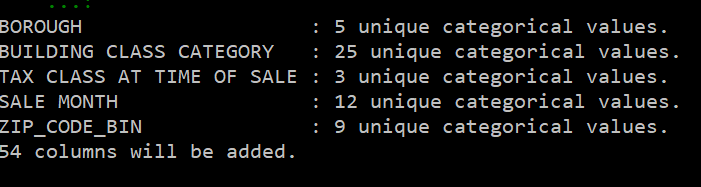 ...:
BOROUGH : 5 unique categorical values.
BUILDING CLASS CATEGORY : 25 unique categorical values.
TAX CLASS AT TIME OF SALE : 3 unique categorical values.
SALE MONTH : 12 unique categorical values.
ZIP_CODE_BIN : 9 unique categorical values.
54 columns will be added.